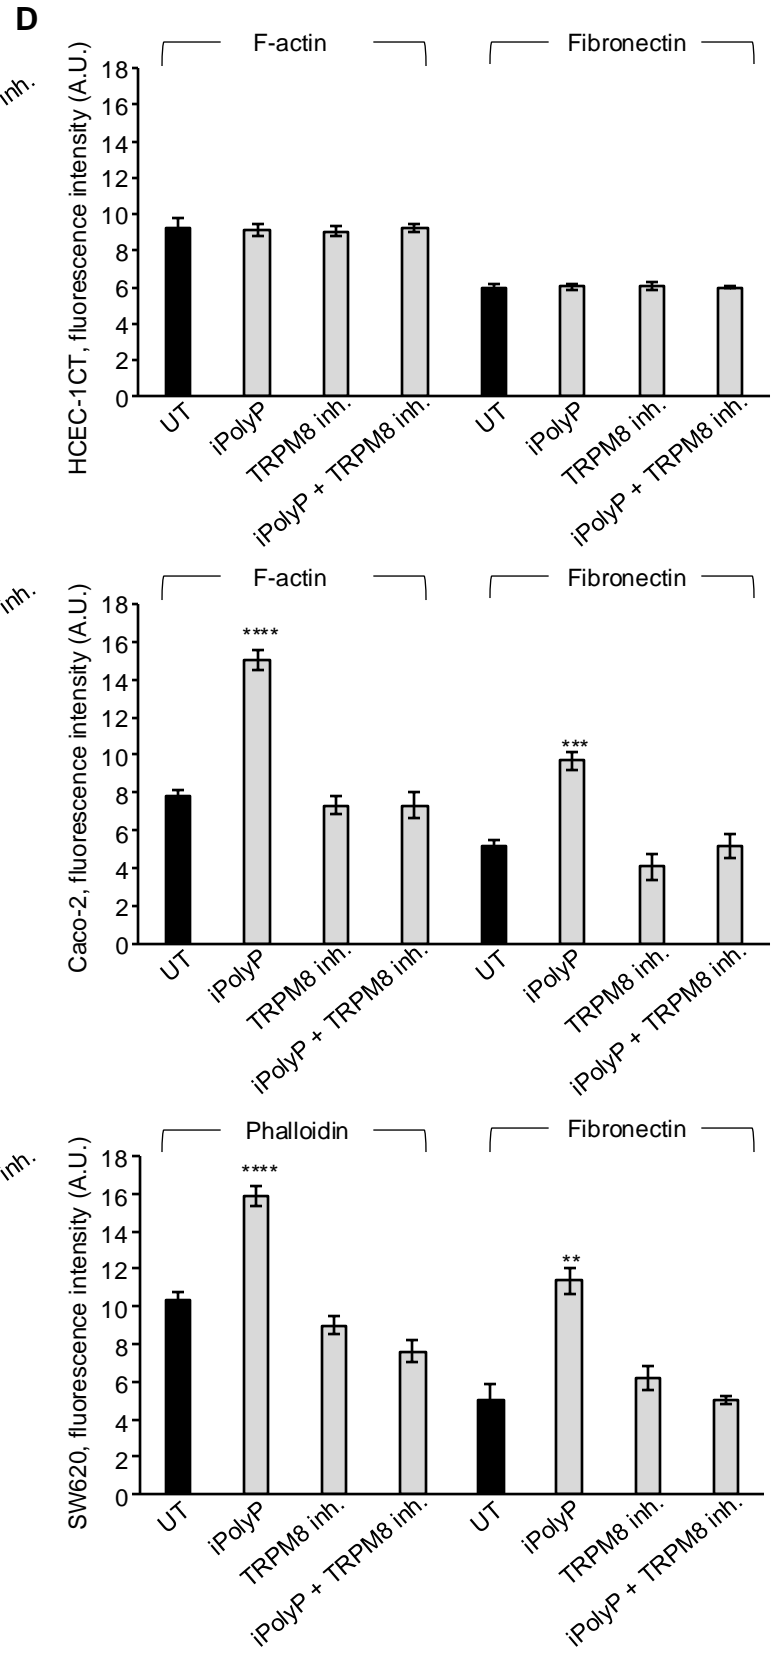 D
F-actin
Fibronectin
inh.
HCEC-1CT, fluorescence intensity (A.U.)
18
16
14
12
10
8
6
4
2
0
UT
iPolyP
TRPM8 inh.
iPolyP + TRPM8 inh.
UT
iPolyP
TRPM8 inh.
iPolyP + TRPM8 inh.
F-actin
Fibronectin
inh.
Caco-2, fluorescence intensity (A.U.)
18
16
14
12
10
8
6
4
2
0
****
***
UT
iPolyP
TRPM8 inh.
iPolyP + TRPM8 inh.
UT
iPolyP
TRPM8 inh.
iPolyP + TRPM8 inh.
Phalloidin
Fibronectin
inh.
SW620, fluorescence intensity (A.U.)
18
16
14
12
10
8
6
4
2
0
****
**
UT
iPolyP
TRPM8 inh.
iPolyP + TRPM8 inh.
UT
iPolyP
TRPM8 inh.
iPolyP + TRPM8 inh.